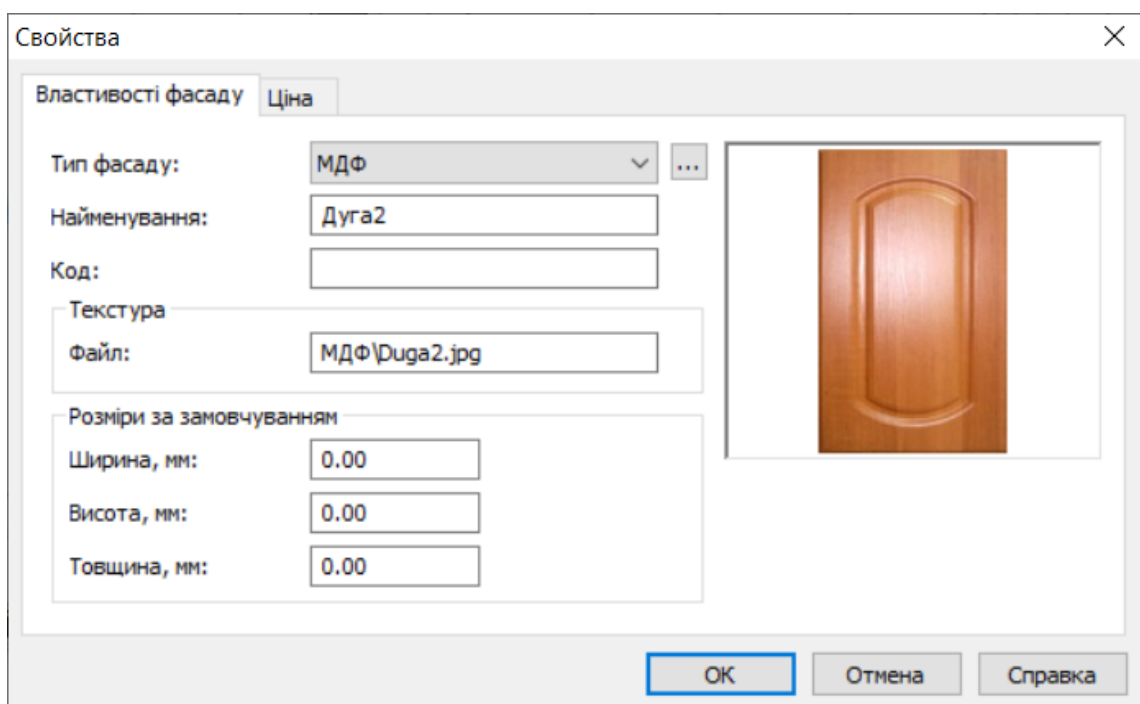 Свойства
Властивості фасаду Ціна
Тип фасаду: МДФ ...
Найменування: Дуга2
Код:
Текстура
Файл: МДФ\Duga2.jpg
Розміри за замовчуванням
Ширина, мм: 0.00
Висота, мм: 0.00
Товщина, мм: 0.00
ОК Отмена Справка